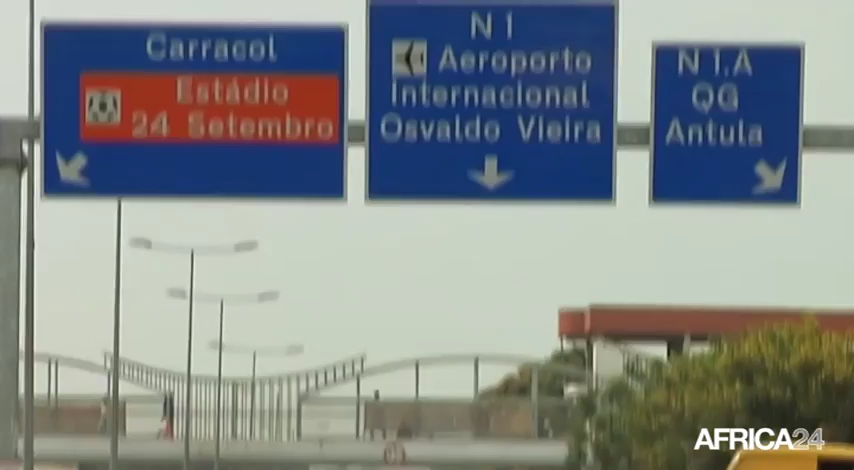 Carracol
Estádio
24 Setembro
N 1
Aeroporto
Internacional
Osvaldo Vieira
N 1.A
QG
Antula
AFRICA24